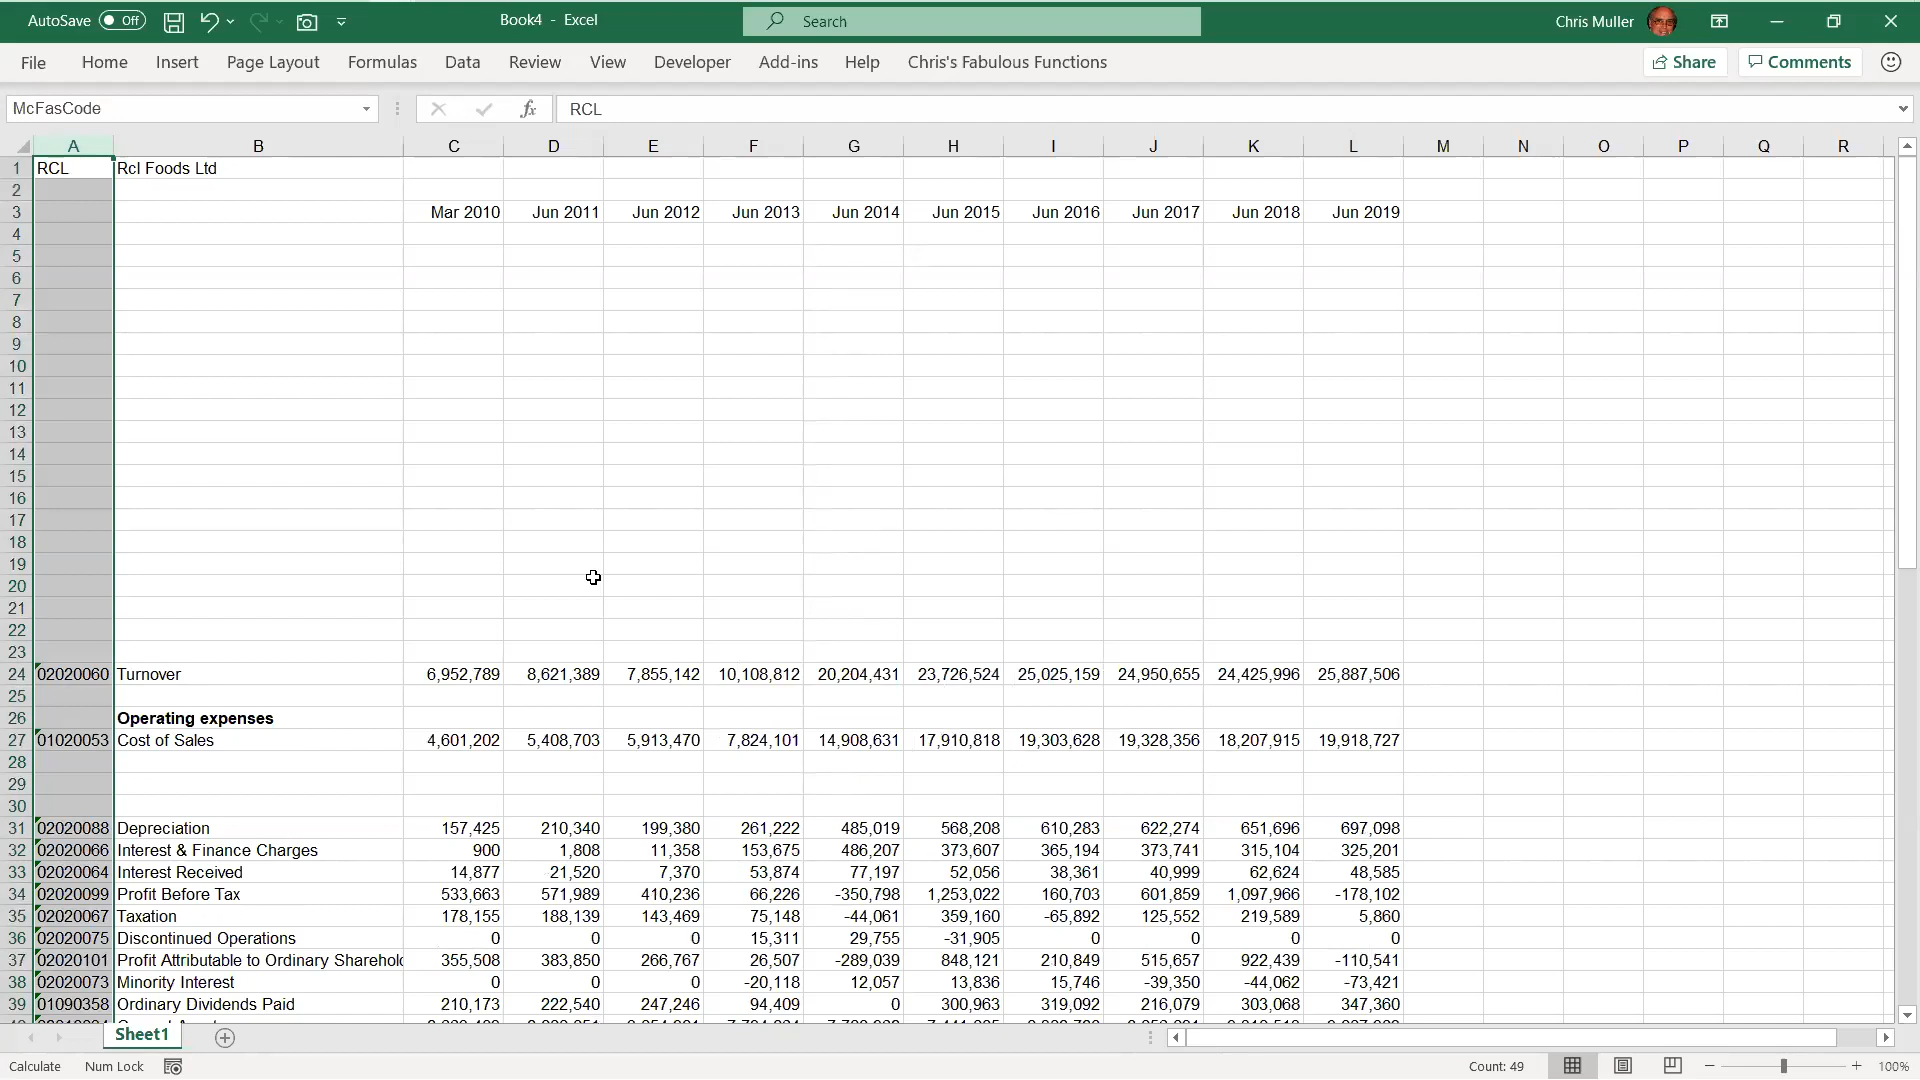 AutoSave Off Book4 - Excel Search Chris Muller
File Home Insert Page Layout Formulas Data Review View Developer Add-ins Help Chris's Fabulous Functions Share Comments
McFasCode fx RCL
A B C D E F G H I J K L M N O P Q R
1 RCL Rcl Foods Ltd
2
3 Mar 2010 Jun 2011 Jun 2012 Jun 2013 Jun 2014 Jun 2015 Jun 2016 Jun 2017 Jun 2018 Jun 2019
4
5
6
7
8
9
10
11
12
13
14
15
16
17
18
19
20
21
22
23
24 02020060 Turnover 6,952,789 8,621,389 7,855,142 10,108,812 20,204,431 23,726,524 25,025,159 24,950,655 24,425,996 25,887,506
25
26 Operating expenses
27 01020053 Cost of Sales 4,601,202 5,408,703 5,913,470 7,824,101 14,908,631 17,910,818 19,303,628 19,328,356 18,207,915 19,918,727
28
29
30
31 02020088 Depreciation 157,425 210,340 199,380 261,222 485,019 568,208 610,283 622,274 651,696 697,098
32 02020066 Interest & Finance Charges 900 1,808 11,358 153,675 486,207 373,607 365,194 373,741 315,104 325,201
33 02020064 Interest Received 14,877 21,520 7,370 53,874 77,197 52,056 38,361 40,999 62,624 48,585
34 02020099 Profit Before Tax 533,663 571,989 410,236 66,226 -350,798 1,253,022 160,703 601,859 1,097,966 -178,102
35 02020067 Taxation 178,155 188,139 143,469 75,148 -44,061 359,160 -65,892 125,552 219,589 5,860
36 02020075 Discontinued Operations 0 0 0 15,311 29,755 -31,905 0 0 0 0
37 02020101 Profit Attributable to Ordinary Sharehol 355,508 383,850 266,767 26,507 -289,039 848,121 210,849 515,657 922,439 -110,541
38 02020073 Minority Interest 0 0 0 -20,118 12,057 13,836 15,746 -39,350 -44,062 -73,421
39 01090358 Ordinary Dividends Paid 210,173 222,540 247,246 94,409 0 300,963 319,092 216,079 303,068 347,360
Sheet1
Calculate Num Lock Count: 49 100%